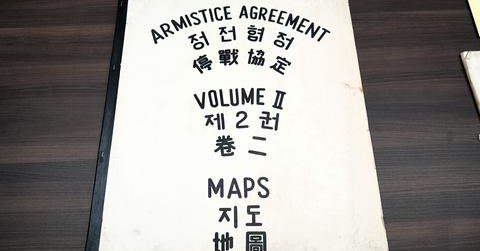 ARMISTICE AGREEMENT
정전협정
停戰協定
VOLUME II
제2권
卷二
MAPS
지도
地圖